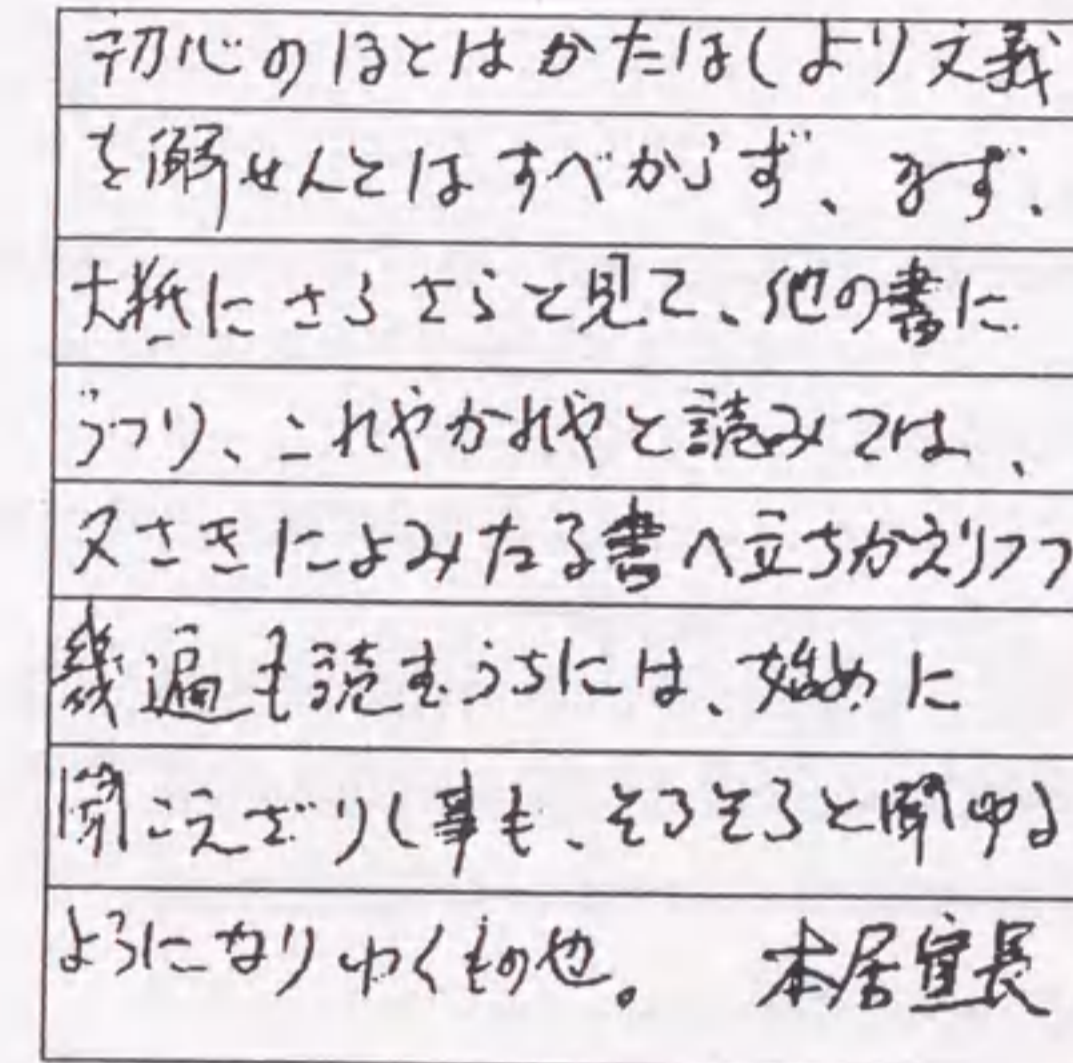 初心のほとはかたはしより文義
を解せんとはすべからず、まず、
大抵にさらさらと見て、他の書に
うつり、これやかれやと読みては、
又さきによみたる書へ立ちかえりつつ
幾遍も読むうちには、始めに
聞こえざりし事も、そろそろと聞ゆる
ようになりゆくもの也。　本居宣長